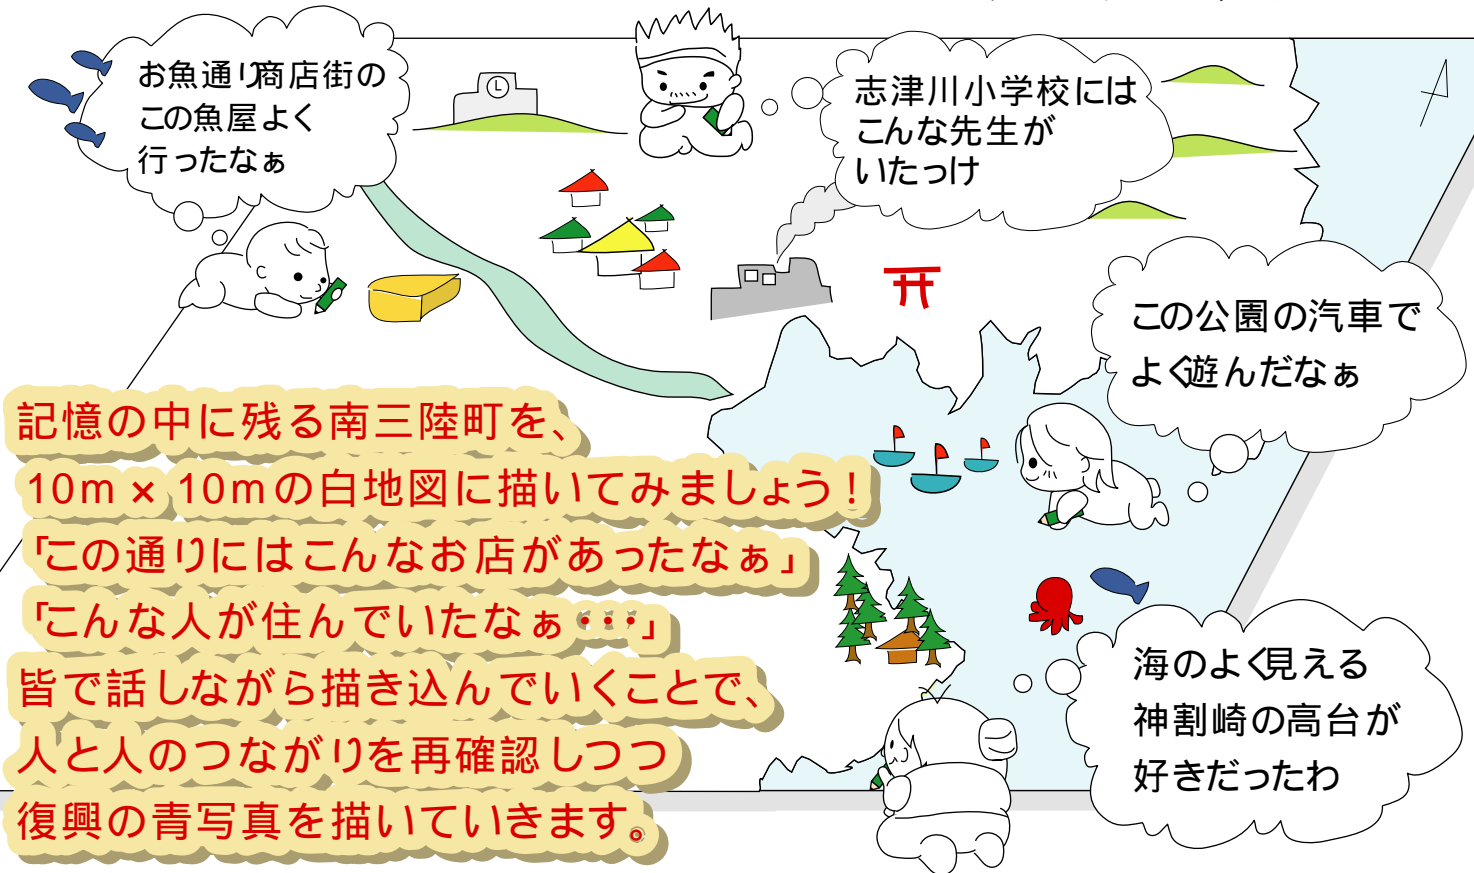 お魚通り商店街の
この魚屋よく
行ったなぁ
志津川小学校には
こんな先生が
いたっけ
この公園の汽車で
よく遊んだなぁ
記憶の中に残る南三陸町を、
10m×10mの白地図に描いてみましょう！
「この通りにはこんなお店があったなぁ」
「こんな人が住んでいたなぁ・・・」
皆で話しながら描き込んでいくことで、
人と人のつながりを再確認しつつ
復興の青写真を描いていきます。
海のよく見える
神割崎の高台が
好きだったわ